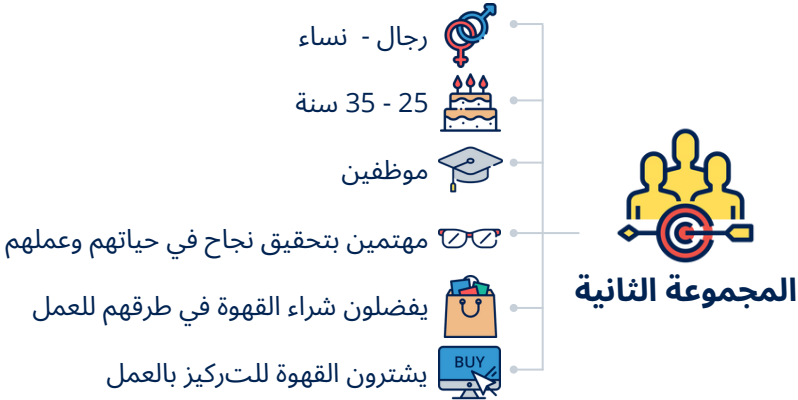 رجال - نساء
25 - 35 سنة
موظفين
مهتمين بتحقيق نجاح في حياتهم وعملهم
المجموعة الثانية
يفضلون شراء القهوة في طرقهم للعمل
BUY
يشترون القهوة للتركيز بالعمل